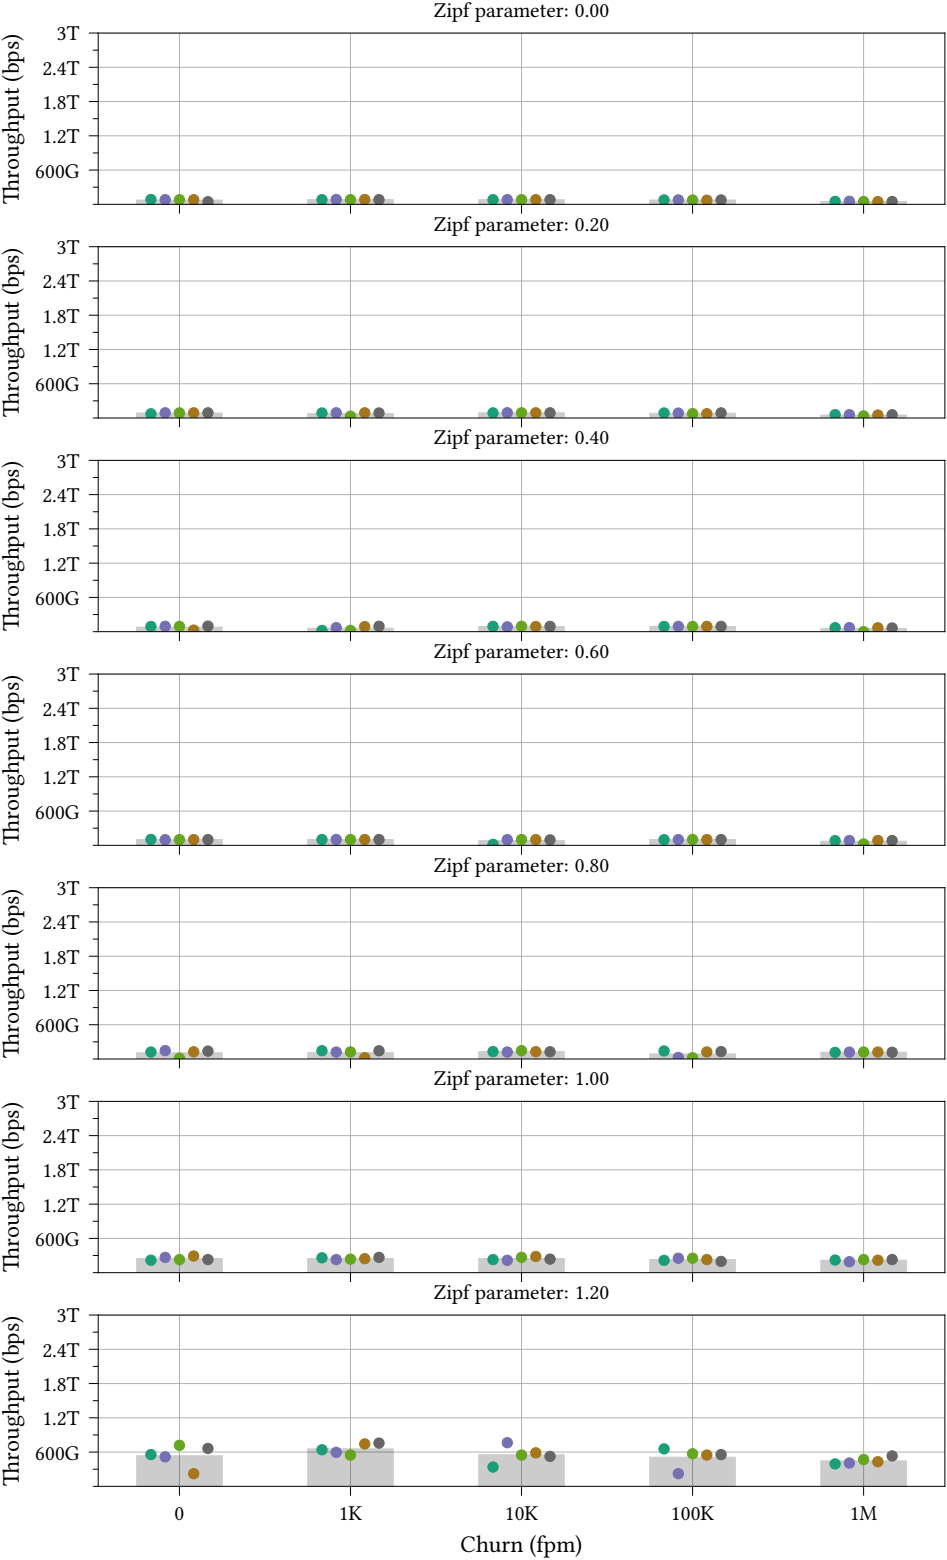 Zipf parameter: 0.00
Throughput (bps)
3T
2.4T
1.8T
1.2T
600G
Zipf parameter: 0.20
Throughput (bps)
3T
2.4T
1.8T
1.2T
600G
Zipf parameter: 0.40
Throughput (bps)
3T
2.4T
1.8T
1.2T
600G
Zipf parameter: 0.60
Throughput (bps)
3T
2.4T
1.8T
1.2T
600G
Zipf parameter: 0.80
Throughput (bps)
3T
2.4T
1.8T
1.2T
600G
Zipf parameter: 1.00
Throughput (bps)
3T
2.4T
1.8T
1.2T
600G
Zipf parameter: 1.20
Throughput (bps)
3T
2.4T
1.8T
1.2T
600G
0 1K 10K 100K 1M
Churn (fpm)